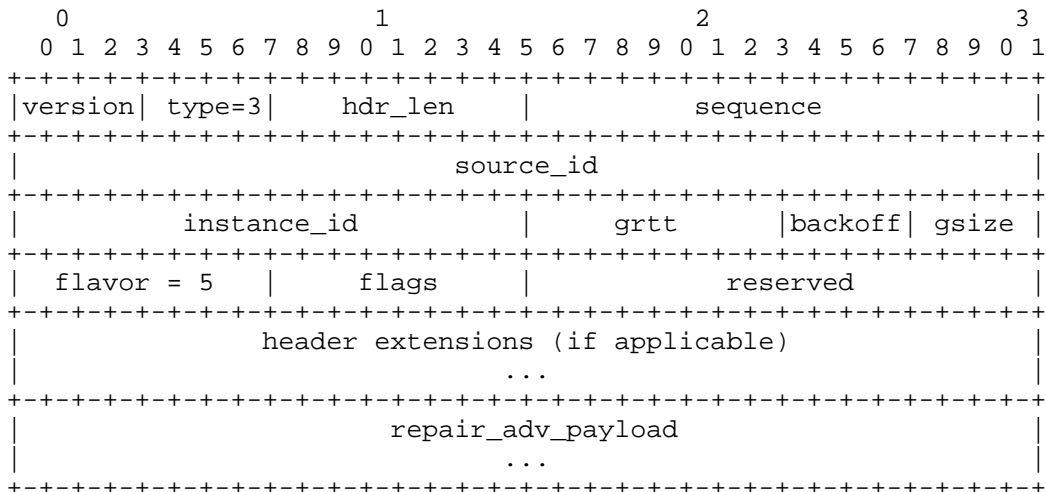 0                   1                   2                   3
0 1 2 3 4 5 6 7 8 9 0 1 2 3 4 5 6 7 8 9 0 1 2 3 4 5 6 7 8 9 0 1
+-+-+-+-+-+-+-+-+-+-+-+-+-+-+-+-+-+-+-+-+-+-+-+-+-+-+-+-+-+-+-+-+
|version| type=3|    hdr_len    |          sequence             |
+-+-+-+-+-+-+-+-+-+-+-+-+-+-+-+-+-+-+-+-+-+-+-+-+-+-+-+-+-+-+-+-+
|                           source_id                           |
+-+-+-+-+-+-+-+-+-+-+-+-+-+-+-+-+-+-+-+-+-+-+-+-+-+-+-+-+-+-+-+-+
|          instance_id          |     grtt      |backoff| gsize |
+-+-+-+-+-+-+-+-+-+-+-+-+-+-+-+-+-+-+-+-+-+-+-+-+-+-+-+-+-+-+-+-+
|  flavor = 5   |     flags     |            reserved           |
+-+-+-+-+-+-+-+-+-+-+-+-+-+-+-+-+-+-+-+-+-+-+-+-+-+-+-+-+-+-+-+-+
|               header extensions (if applicable)               |
|                              ...                              |
+-+-+-+-+-+-+-+-+-+-+-+-+-+-+-+-+-+-+-+-+-+-+-+-+-+-+-+-+-+-+-+-+
|                       repair_adv_payload                      |
|                              ...                              |
+-+-+-+-+-+-+-+-+-+-+-+-+-+-+-+-+-+-+-+-+-+-+-+-+-+-+-+-+-+-+-+-+